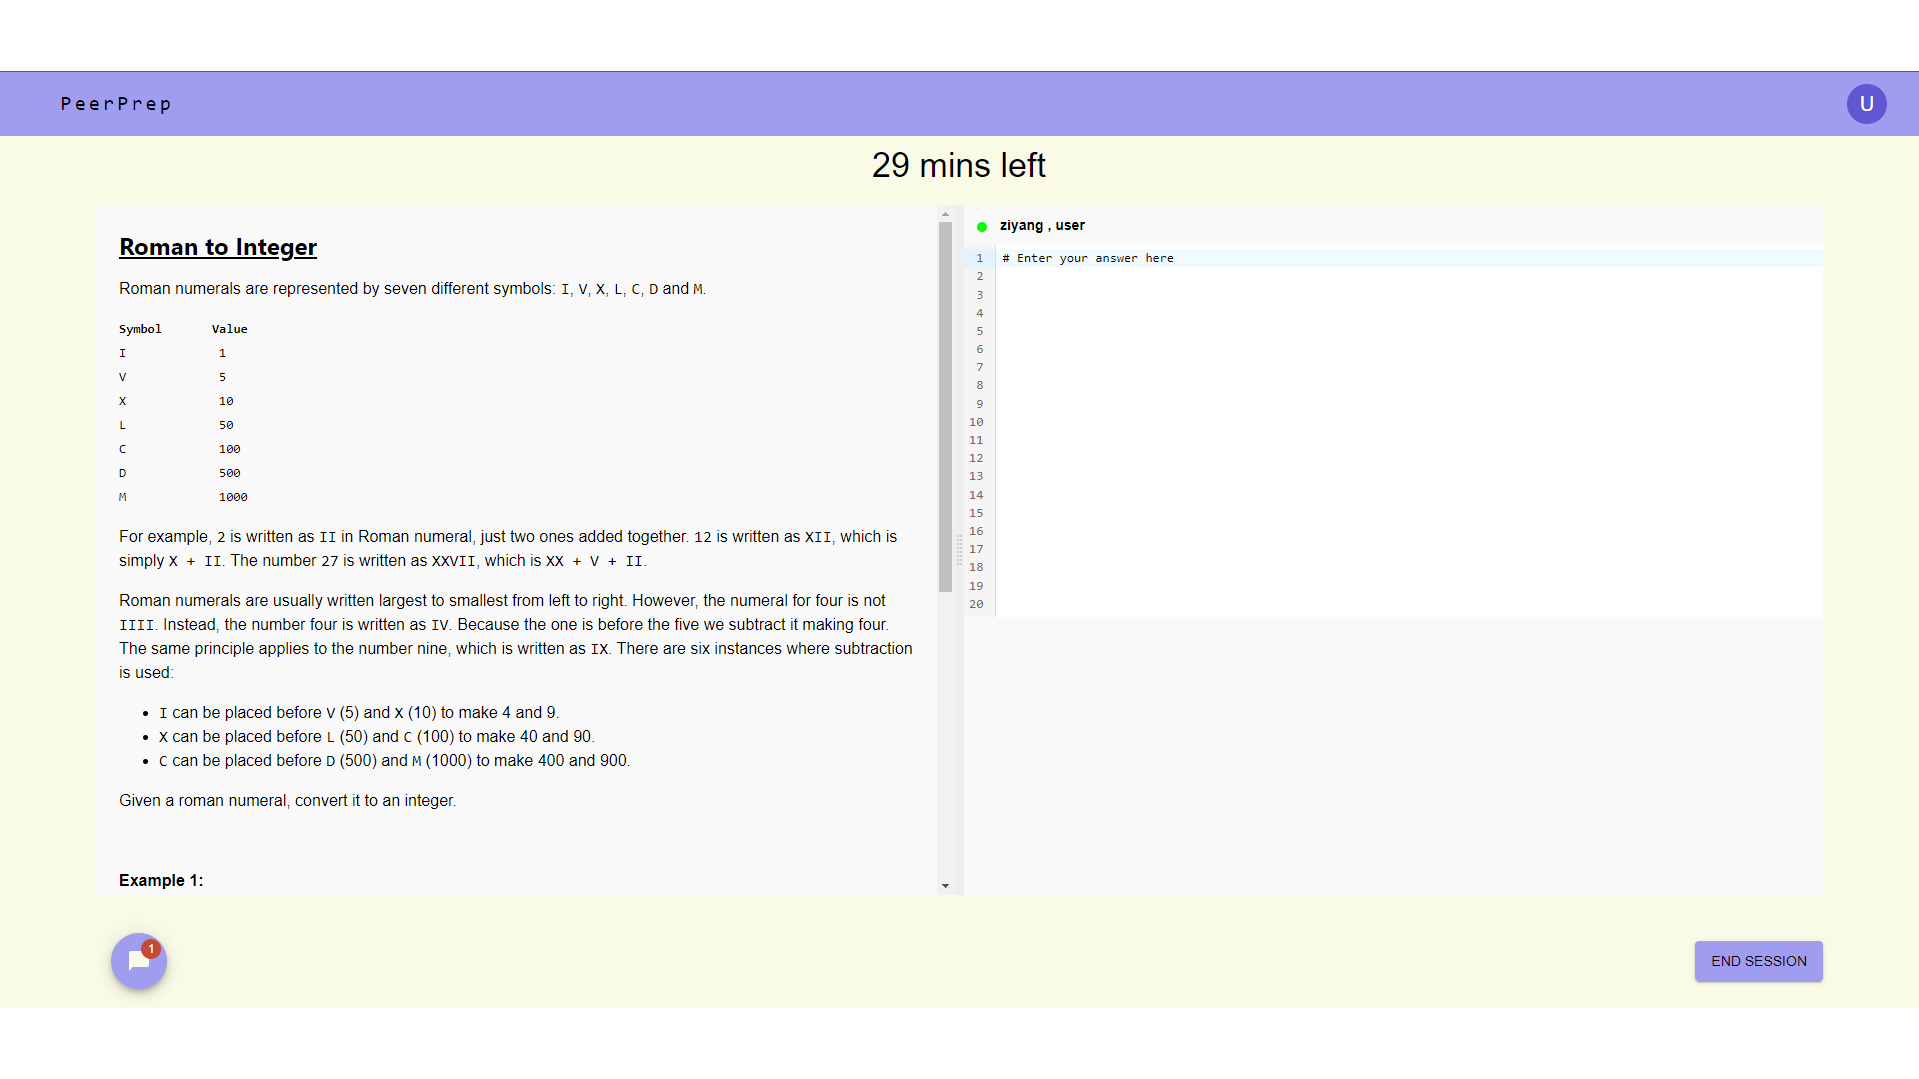 PeerPrep
U
29 mins left
Roman to Integer
Roman numerals are represented by seven different symbols: I, V, X, L, C, D and M.
Symbol Value
I 1
V 5
X 10
L 50
C 100
D 500
M 1000
For example, 2 is written as II in Roman numeral, just two ones added together. 12 is written as XII, which is
simply X + II. The number 27 is written as XXVII, which is XX + V + II.
Roman numerals are usually written largest to smallest from left to right. However, the numeral for four is not
IIII. Instead, the number four is written as IV. Because the one is before the five we subtract it making four.
The same principle applies to the number nine, which is written as IX. There are six instances where subtraction
is used:
• I can be placed before V (5) and X (10) to make 4 and 9.
• X can be placed before L (50) and C (100) to make 40 and 90.
• C can be placed before D (500) and M (1000) to make 400 and 900.
Given a roman numeral, convert it to an integer.
Example 1:
ziyang , user
1 # Enter your answer here
2
3
4
5
6
7
8
9
10
11
12
13
14
15
16
17
18
19
20
1
END SESSION